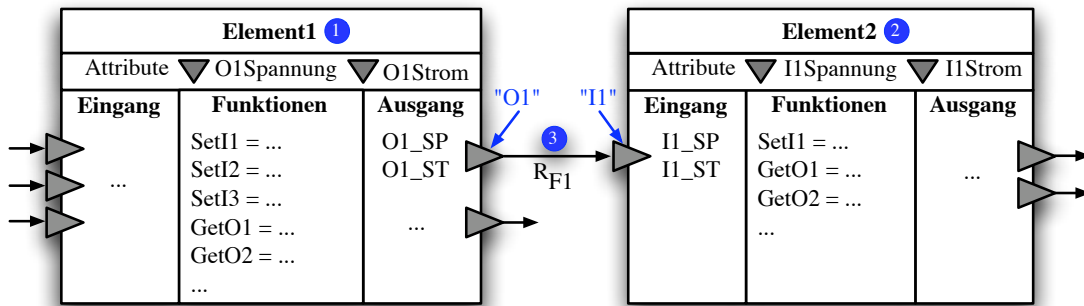 Element1 1
Attribute O1Spannung O1Strom
Eingang Funktionen Ausgang
SetI1 = ... O1_SP
SetI2 = ... O1_ST
... SetI3 = ...
GetO1 = ... ...
GetO2 = ...
...
"O1" "I1"
3
RF1
Element2 2
Attribute I1Spannung I1Strom
Eingang Funktionen Ausgang
I1_SP SetI1 = ...
I1_ST GetO1 = ... ...
GetO2 = ...
...